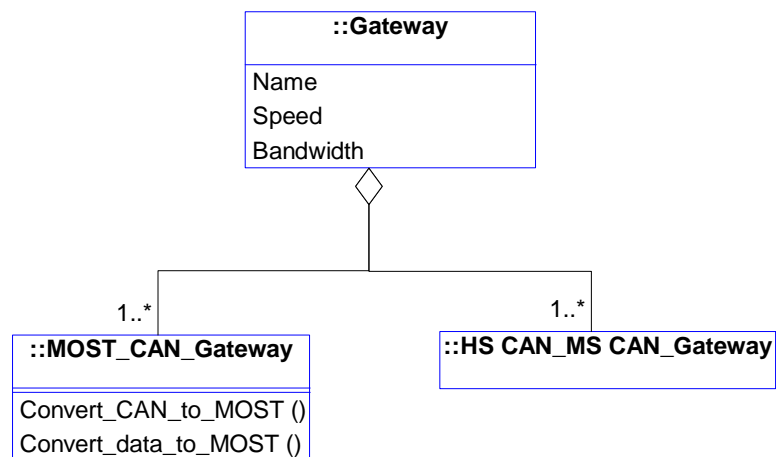 ::Gateway
Name
Speed
Bandwidth
1..*
1..*
::MOST_CAN_Gateway
::HS CAN_MS CAN_Gateway
Convert_CAN_to_MOST ()
Convert_data_to_MOST ()